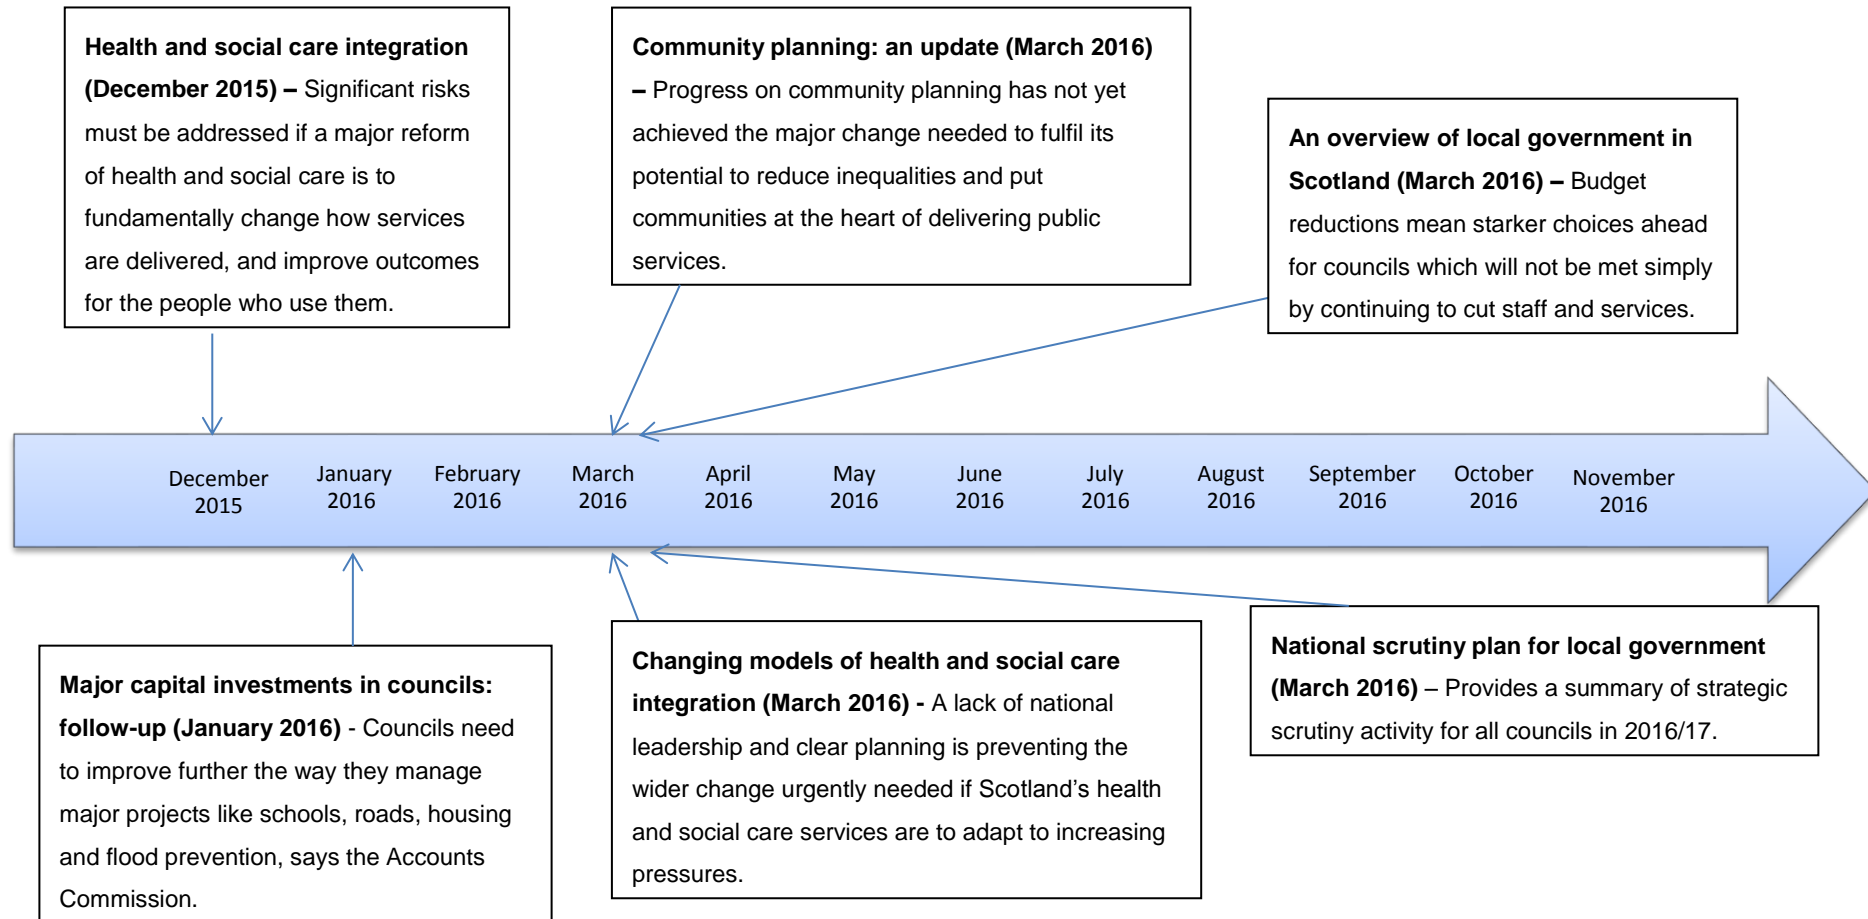 Health and social care integration
(December 2015) – Significant risks
must be addressed if a major reform
of health and social care is to
fundamentally change how services
are delivered, and improve outcomes
for the people who use them.
Community planning: an update (March 2016)
– Progress on community planning has not yet
achieved the major change needed to fulfil its
potential to reduce inequalities and put
communities at the heart of delivering public
services.
An overview of local government in
Scotland (March 2016) – Budget
reductions mean starker choices ahead
for councils which will not be met simply
by continuing to cut staff and services.
December
2015
January
2016
February
2016
March
2016
April
2016
May
2016
June
2016
July
2016
August
2016
September
2016
October
2016
November
2016
Major capital investments in councils:
follow-up (January 2016) - Councils need
to improve further the way they manage
major projects like schools, roads, housing
and flood prevention, says the Accounts
Commission.
Changing models of health and social care
integration (March 2016) - A lack of national
leadership and clear planning is preventing the
wider change urgently needed if Scotland’s health
and social care services are to adapt to increasing
pressures.
National scrutiny plan for local government
(March 2016) – Provides a summary of strategic
scrutiny activity for all councils in 2016/17.